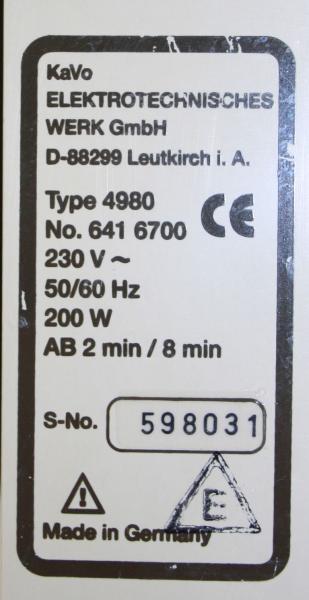 KaVo
ELEKTROTECHNISCHES
WERK GmbH
D-88299 Leutkirch i. A.
Type 4980
No. 641 6700 CE
230 V ~
50/60 Hz
200 W
AB 2 min / 8 min
S-No. 598031
!
E
Made in Germany